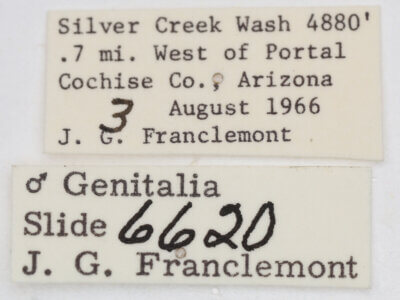 Silver Creek Wash 4880'
.7 mi. West of Portal
Cochise Co., Arizona
3 August 1966
J. G. Franclemont
♂ Genitalia
Slide 6620
J. G. Franclemont